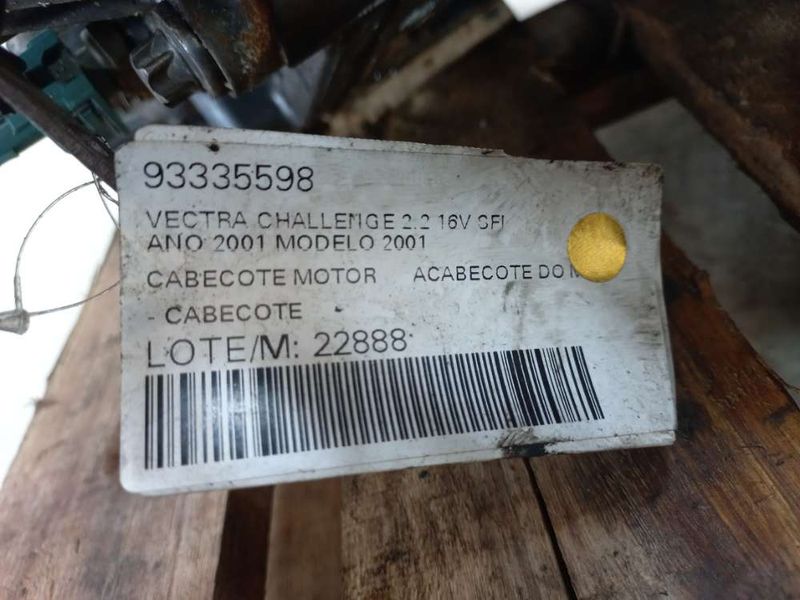 93335598
VECTRA CHALLENGE 2.2 16V SFI
ANO 2001 MODELO 2001
CABECOTE MOTOR ACABECOTE DO
- CABECOTE
LOTE/M: 22888